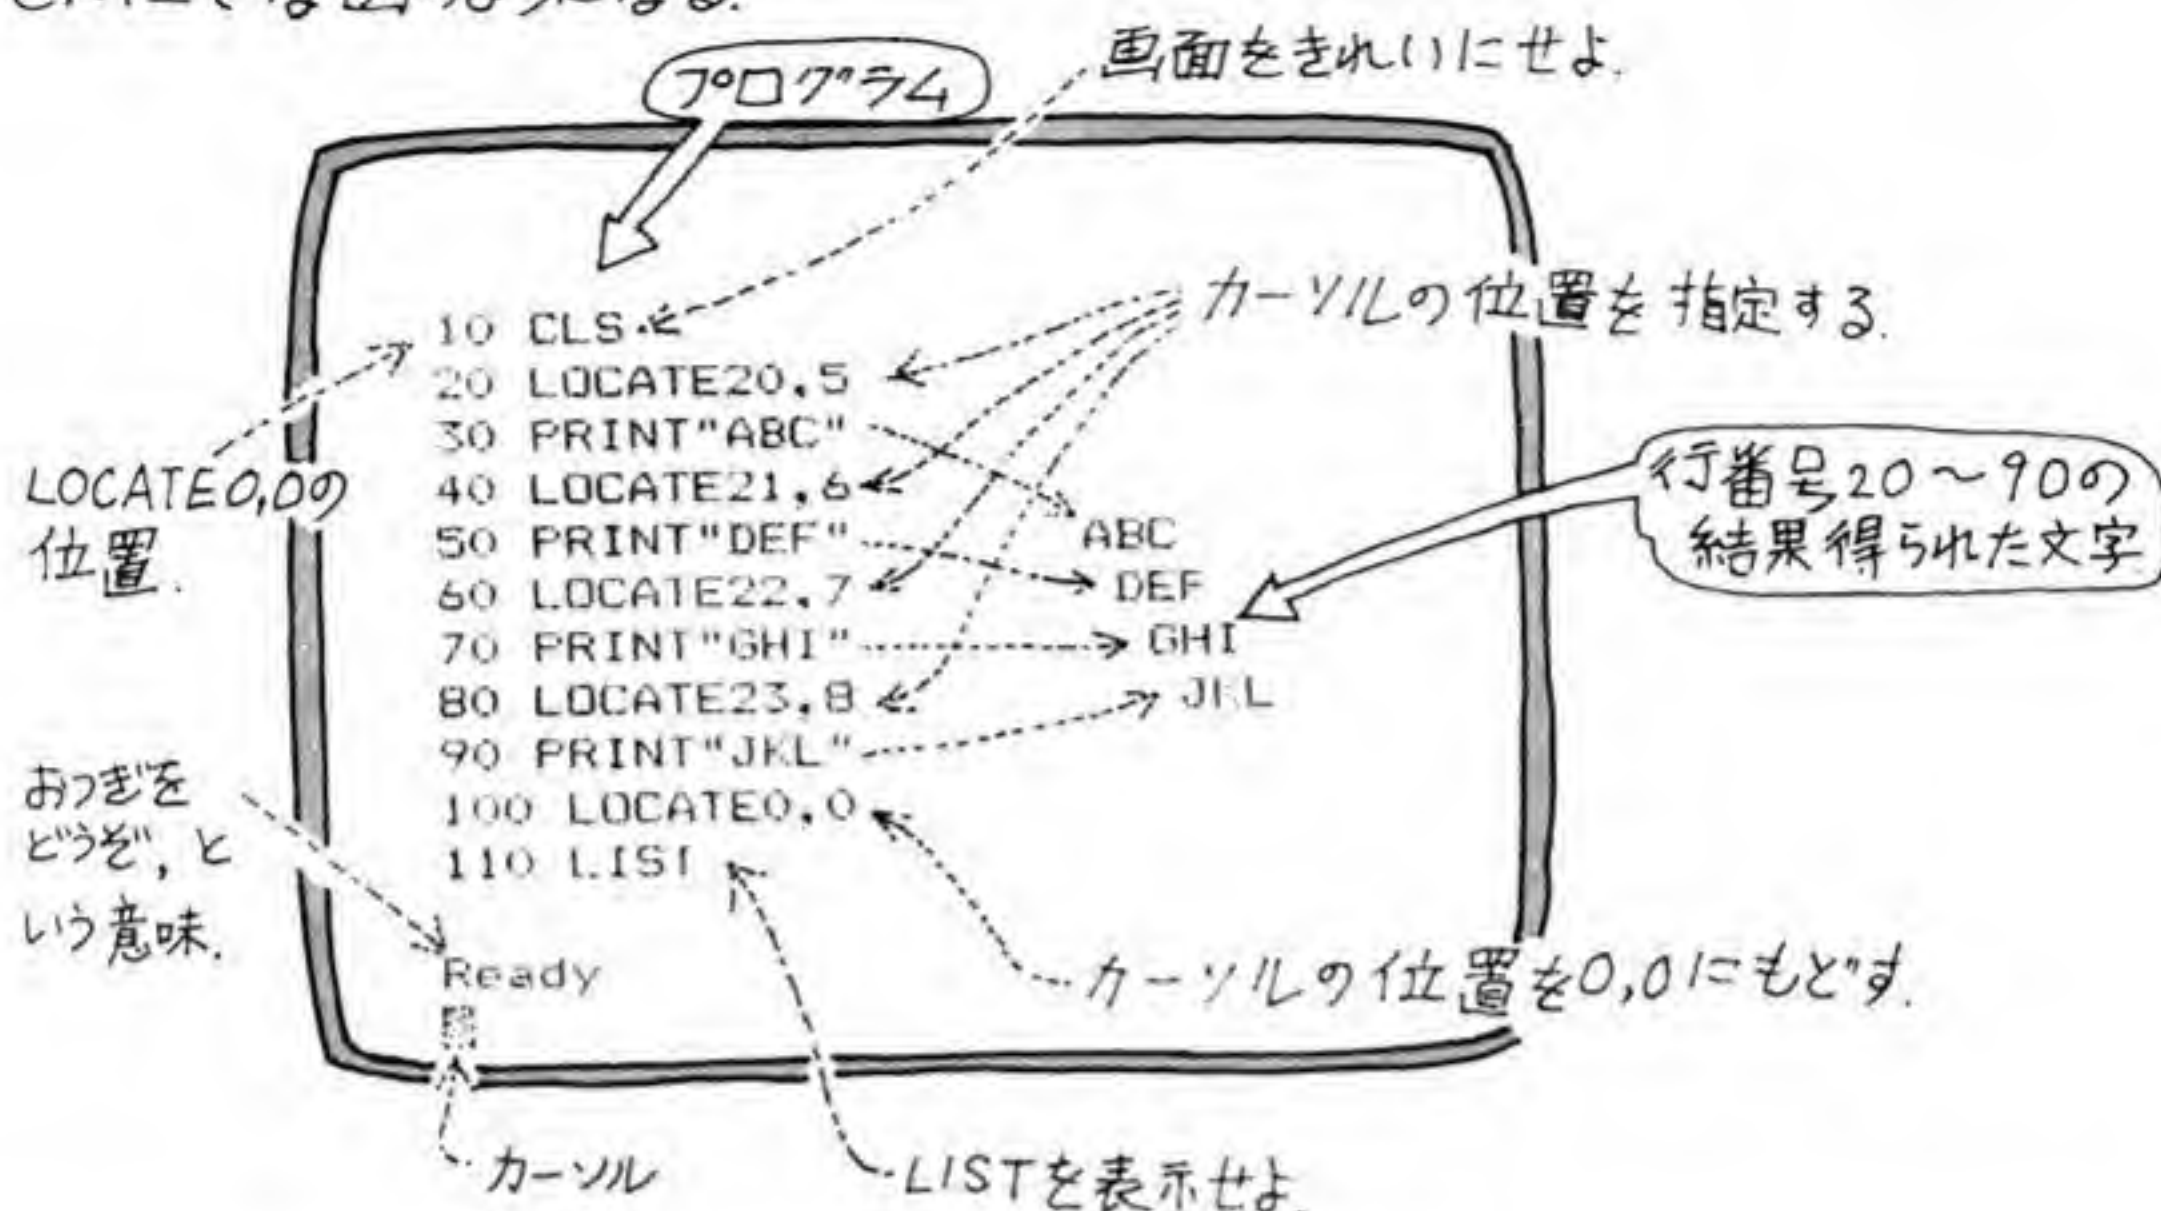 プログラム
画面をきれいにせよ.
10 CLS
20 LOCATE20,5
30 PRINT"ABC"
40 LOCATE21,6
50 PRINT"DEF"
60 LOCATE22,7
70 PRINT"GHI"
80 LOCATE23,8
90 PRINT"JKL"
100 LOCATE0,0
110 LIST
Ready
ABC
DEF
GHI
JKL
カーソルの位置を指定する.
行番号20～90の
結果得られた文字
LOCATE0,0の
位置.
おつぎを
どうぞ,と
いう意味.
カーソルの位置を0,0にもどす.
カーソル
LISTを表示せよ.